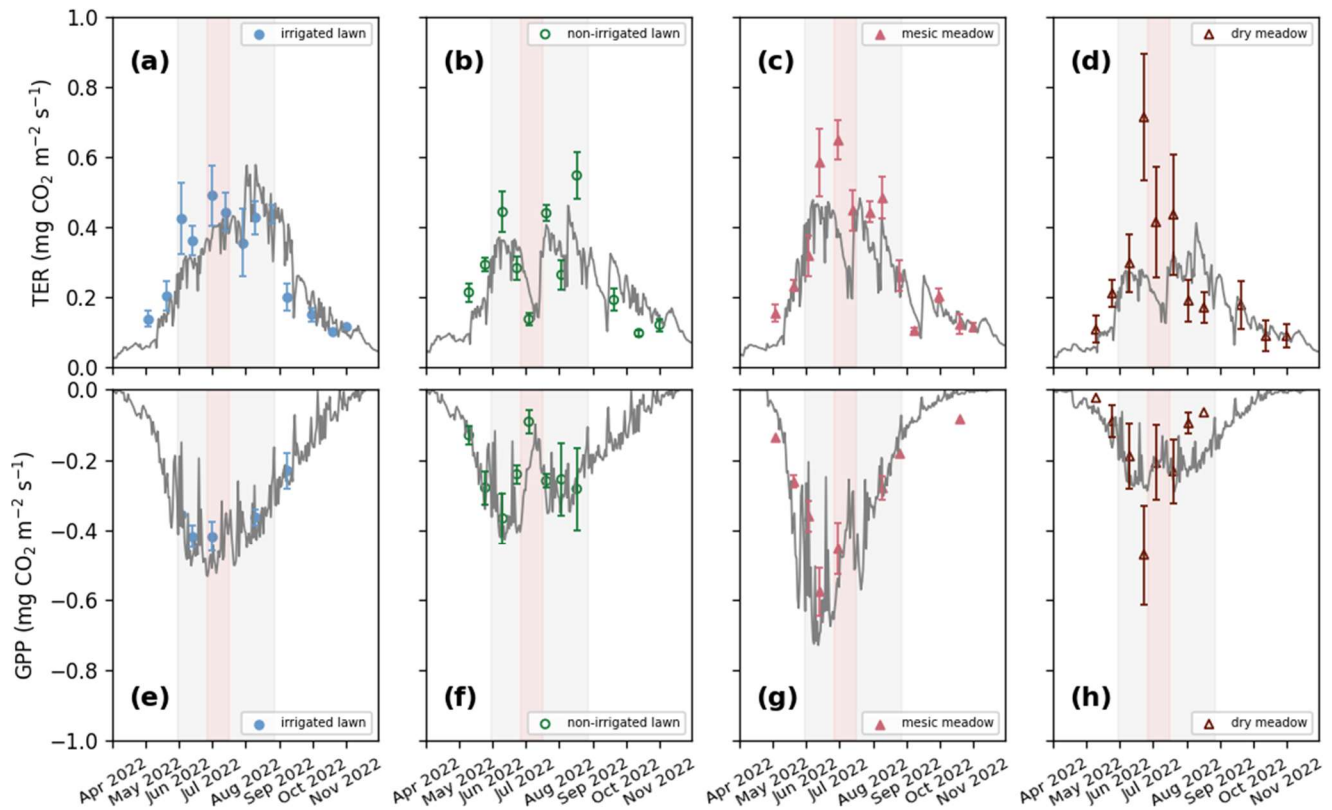 1.0
0.8
0.6
0.4
0.2
0.0
TER (mg CO₂ m⁻² s⁻¹)
(a)
irrigated lawn
(b)
non-irrigated lawn
(c)
mesic meadow
(d)
dry meadow
0.0
−0.2
−0.4
−0.6
−0.8
−1.0
GPP (mg CO₂ m⁻² s⁻¹)
(e)
irrigated lawn
(f)
non-irrigated lawn
(g)
mesic meadow
(h)
dry meadow
Apr 2022
May 2022
Jun 2022
Jul 2022
Aug 2022
Sep 2022
Oct 2022
Nov 2022
Apr 2022
May 2022
Jun 2022
Jul 2022
Aug 2022
Sep 2022
Oct 2022
Nov 2022
Apr 2022
May 2022
Jun 2022
Jul 2022
Aug 2022
Sep 2022
Oct 2022
Nov 2022
Apr 2022
May 2022
Jun 2022
Jul 2022
Aug 2022
Sep 2022
Oct 2022
Nov 2022